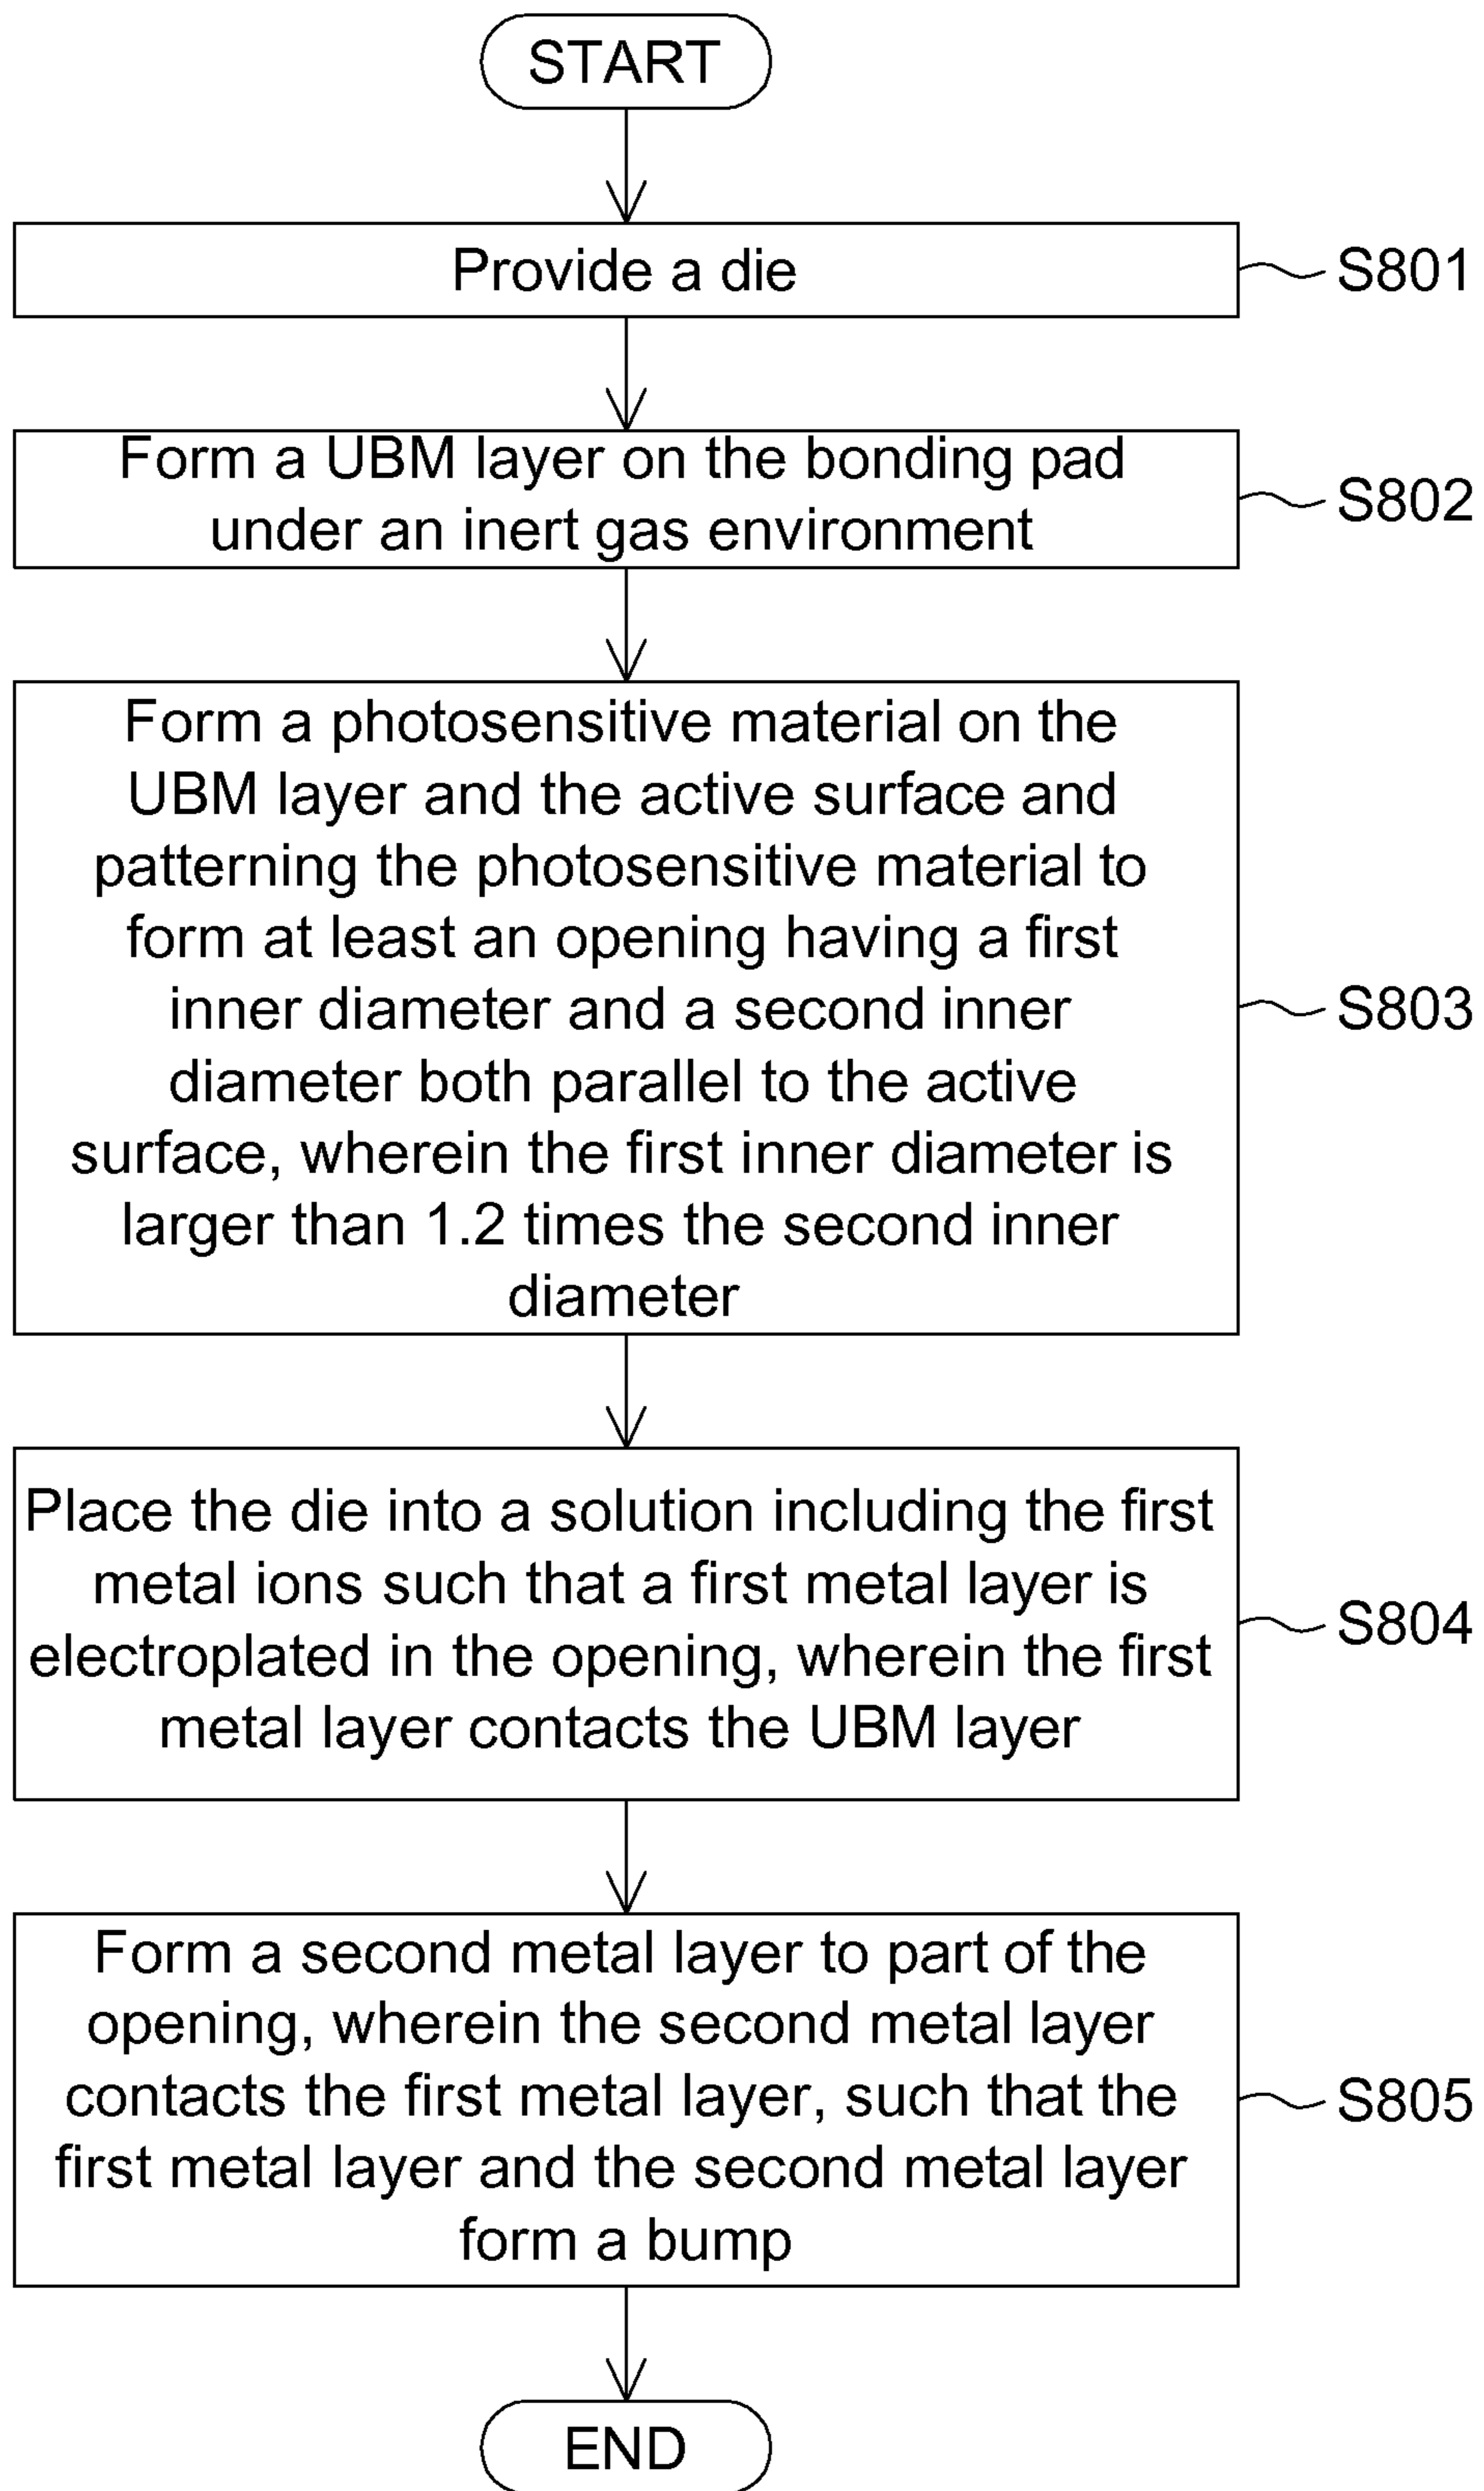 START
Provide a die
S801
Form a UBM layer on the bonding pad
under an inert gas environment
S802
Form a photosensitive material on the
UBM layer and the active surface and
patterning the photosensitive material to
form at least an opening having a first
inner diameter and a second inner
diameter both parallel to the active
surface, wherein the first inner diameter is
larger than 1.2 times the second inner
diameter
S803
Place the die into a solution including the first
metal ions such that a first metal layer is
electroplated in the opening, wherein the first
metal layer contacts the UBM layer
S804
Form a second metal layer to part of the
opening, wherein the second metal layer
contacts the first metal layer, such that the
first metal layer and the second metal layer
form a bump
S805
END